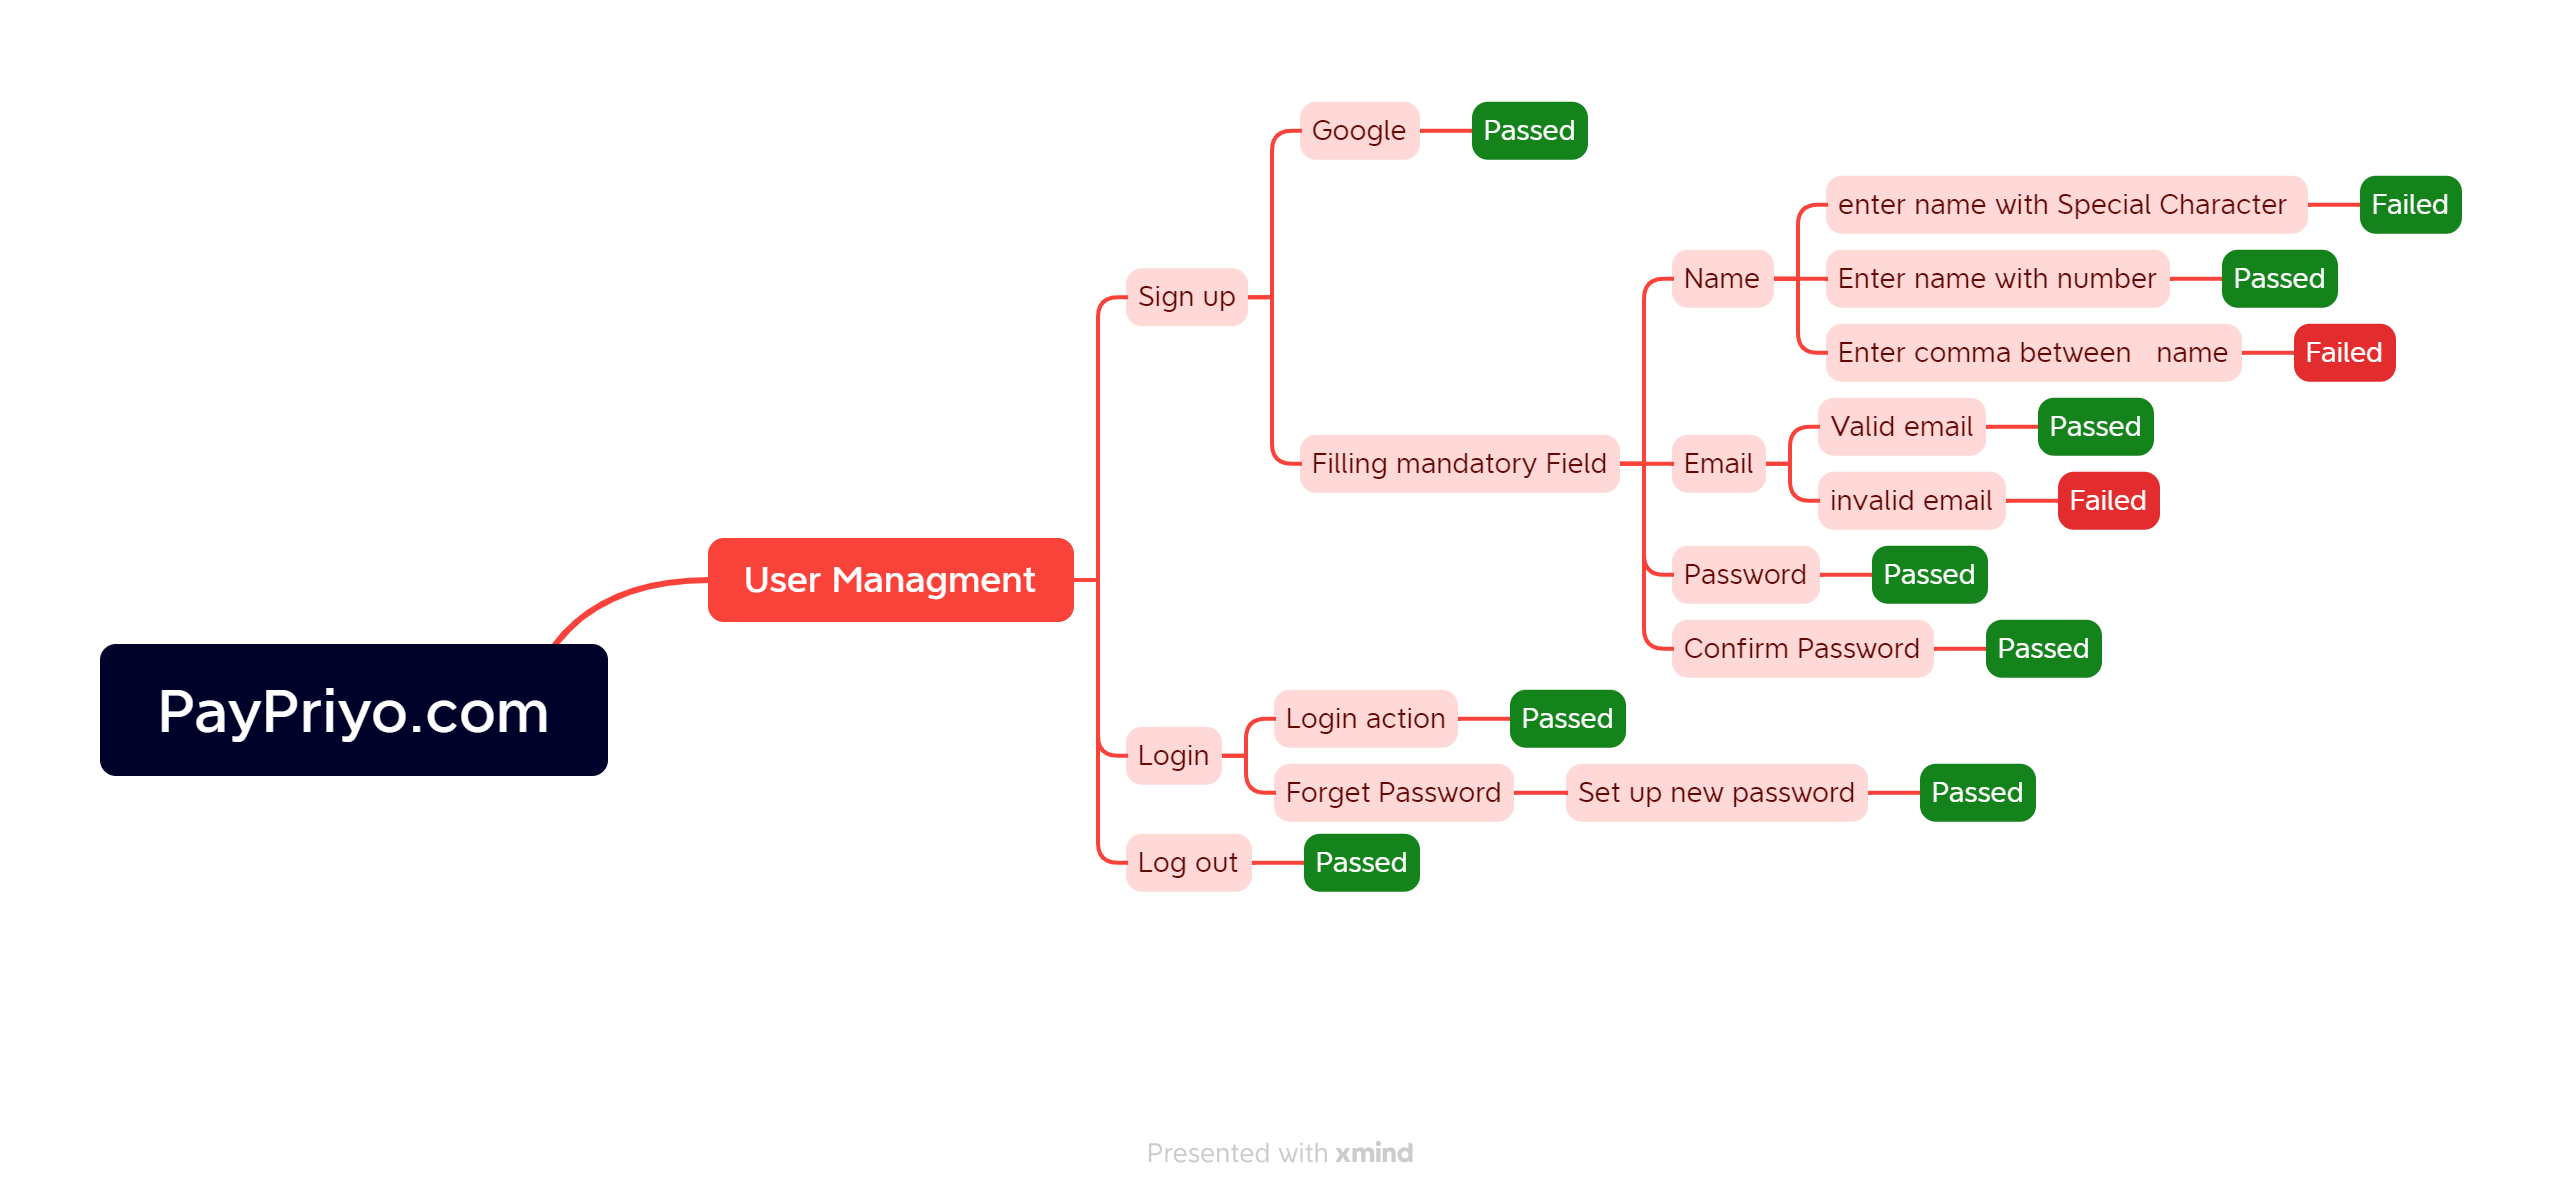 Google
Passed
enter name with Special Character
Failed
Name
Enter name with number
Passed
Sign up
Enter comma between   name
Failed
Valid email
Passed
Filling mandatory Field
Email
invalid email
Failed
User Managment
Password
Passed
Confirm Password
Passed
PayPriyo.com
Login action
Passed
Login
Forget Password
Set up new password
Passed
Log out
Passed
Presented with xmind